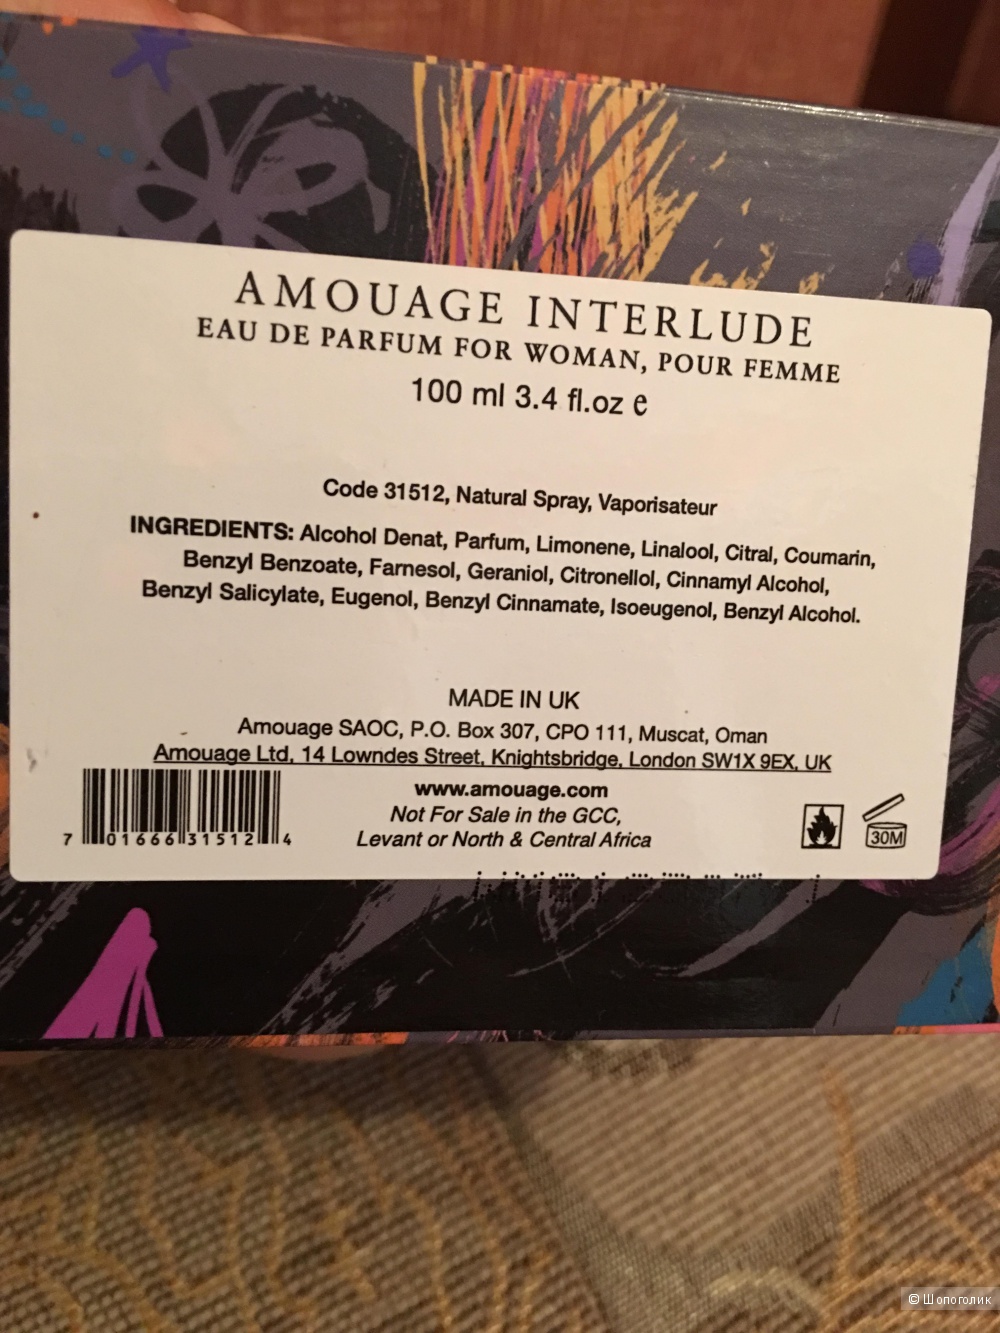 AMOUAGE INTERLUDE
EAU DE PARFUM FOR WOMAN, POUR FEMME
100 ml 3.4 fl.oz e
Code 31512, Natural Spray, Vaporisateur
INGREDIENTS: Alcohol Denat, Parfum, Limonene, Linalool, Citral, Coumarin,
Benzyl Benzoate, Farnesol, Geraniol, Citronellol, Cinnamyl Alcohol,
Benzyl Salicylate, Eugenol, Benzyl Cinnamate, Isoeugenol, Benzyl Alcohol.
MADE IN UK
Amouage SAOC, P.O. Box 307, CPO 111, Muscat, Oman
Amouage Ltd, 14 Lowndes Street, Knightsbridge, London SW1X 9EX, UK
www.amouage.com
Not For Sale in the GCC,
Levant or North & Central Africa
7 01666 31512 4
30M
© Шопоголик